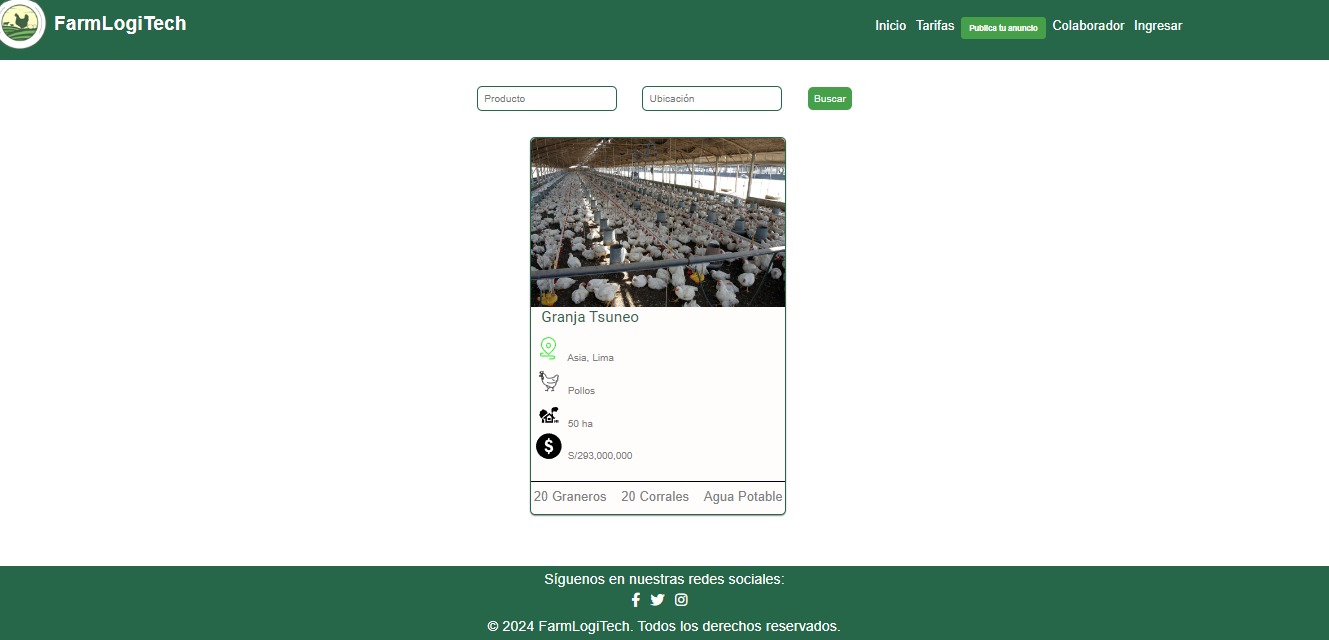 FarmLogiTech
Inicio Tarifas Publica tu anuncio Colaborador Ingresar
Producto Ubicación Buscar
Granja Tsuneo
Asia, Lima
Pollos
50 ha
$
S/293,000,000
20 Graneros 20 Corrales Agua Potable
Síguenos en nuestras redes sociales:
© 2024 FarmLogiTech. Todos los derechos reservados.